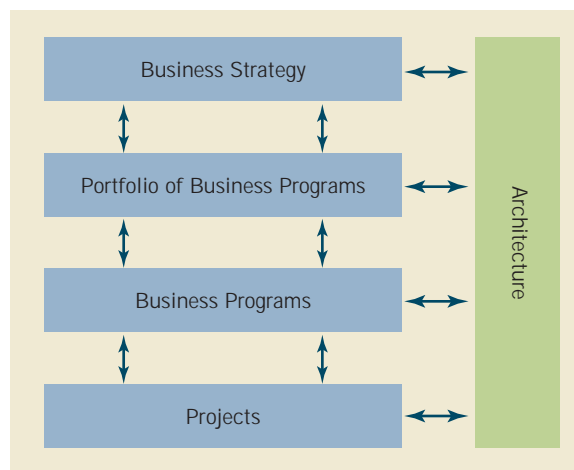 Business Strategy
Portfolio of Business Programs
Business Programs
Projects
Architecture